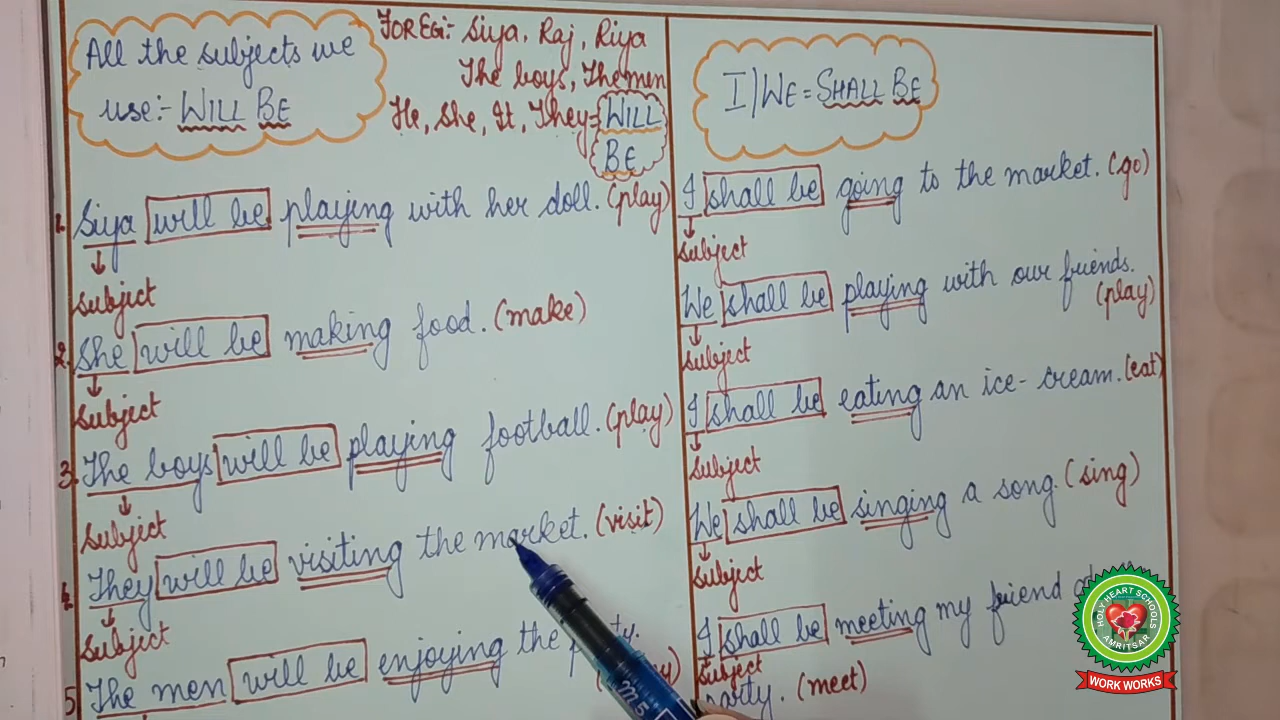 All the subjects we
use:- WILL BE
FOR EG:- Siya, Raj, Riya
The boys, The men
He, She, It, They= WILL
BE
1. Siya will be playing with her doll. (play)
Subject
2. She will be making food. (make)
Subject
3. The boys will be playing football. (play)
Subject
4. They will be visiting the market. (visit)
Subject
5. The men will be enjoying the
I/WE = SHALL BE
I shall be going to the market. (go)
Subject
We shall be playing with our friends.
(play)
Subject
I shall be eating an ice-cream. (eat)
Subject
We shall be singing a song. (sing)
Subject
I shall be meeting my friend
Subject
party. (meet)
HOLY HEART SCHOOLS
AMRITSAR
WORK WORKS